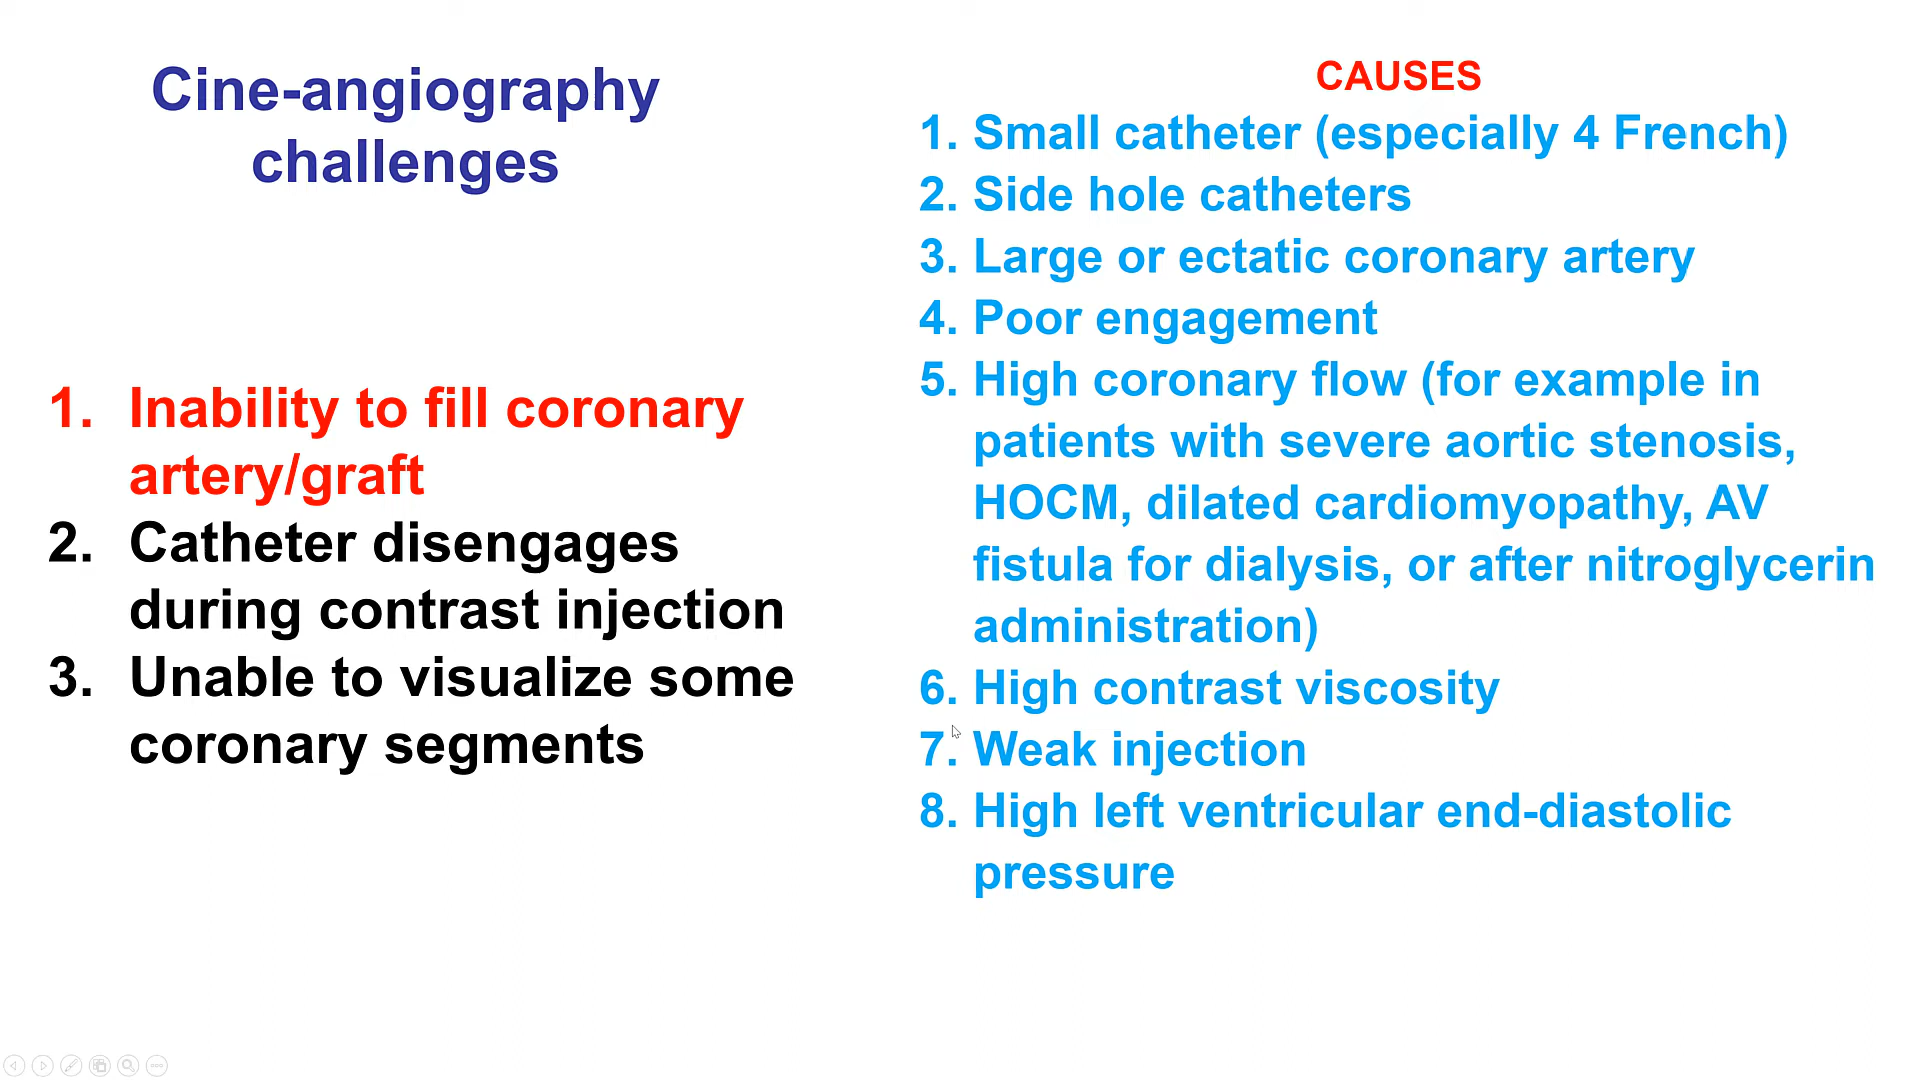 Cine-angiography
challenges
1. Inability to fill coronary
artery/graft
2. Catheter disengages
during contrast injection
3. Unable to visualize some
coronary segments
CAUSES
1. Small catheter (especially 4 French)
2. Side hole catheters
3. Large or ectatic coronary artery
4. Poor engagement
5. High coronary flow (for example in
patients with severe aortic stenosis,
HOCM, dilated cardiomyopathy, AV
fistula for dialysis, or after nitroglycerin
administration)
6. High contrast viscosity
7. Weak injection
8. High left ventricular end-diastolic
pressure